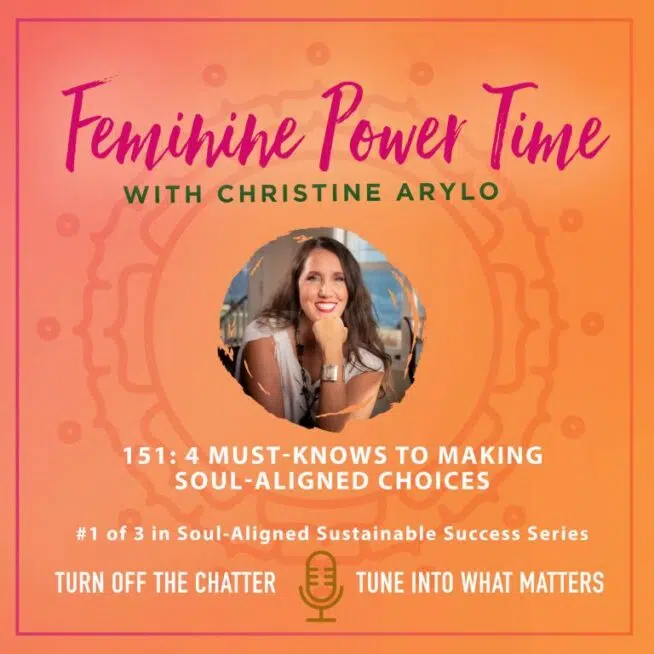 Feminine Power Time
WITH CHRISTINE ARYLO
151: 4 MUST-KNOWS TO MAKING
SOUL-ALIGNED CHOICES
#1 of 3 in Soul-Aligned Sustainable Success Series
TURN OFF THE CHATTER TUNE INTO WHAT MATTERS